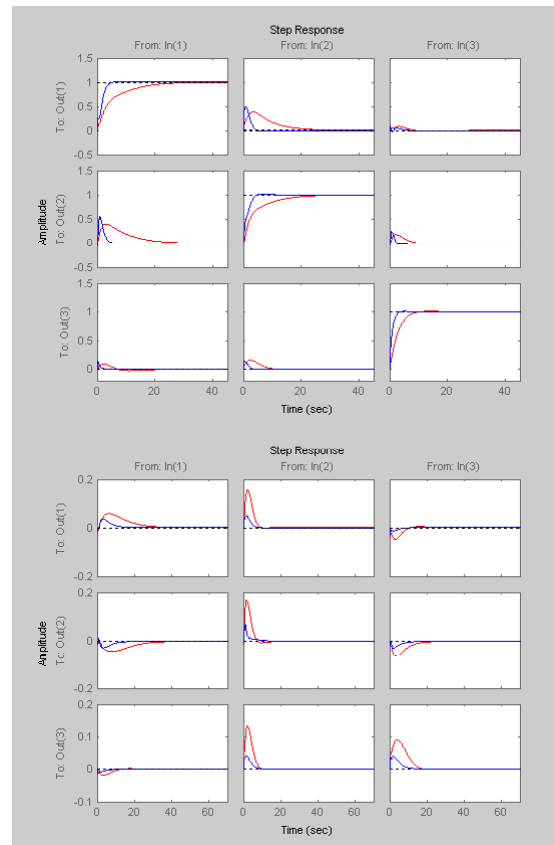 Step Response
From: In(1) From: In(2) From: In(3)
1.5
1
0.5
0
-0.5
To: Out(1)
1.5
1
0.5
0
-0.5
To: Out(2)
Amplitude
1.5
1
0.5
0
To: Out(3)
0 20 40 0 20 40 0 20 40
Time (sec)
Step Response
From: In(1) From: In(2) From: In(3)
0.2
0
-0.2
To: Out(1)
0.2
0
-0.2
To: Out(2)
Amplitude
0.2
0.1
0
-0.1
To: Out(3)
0 20 40 60 0 20 40 60 0 20 40 60
Time (sec)